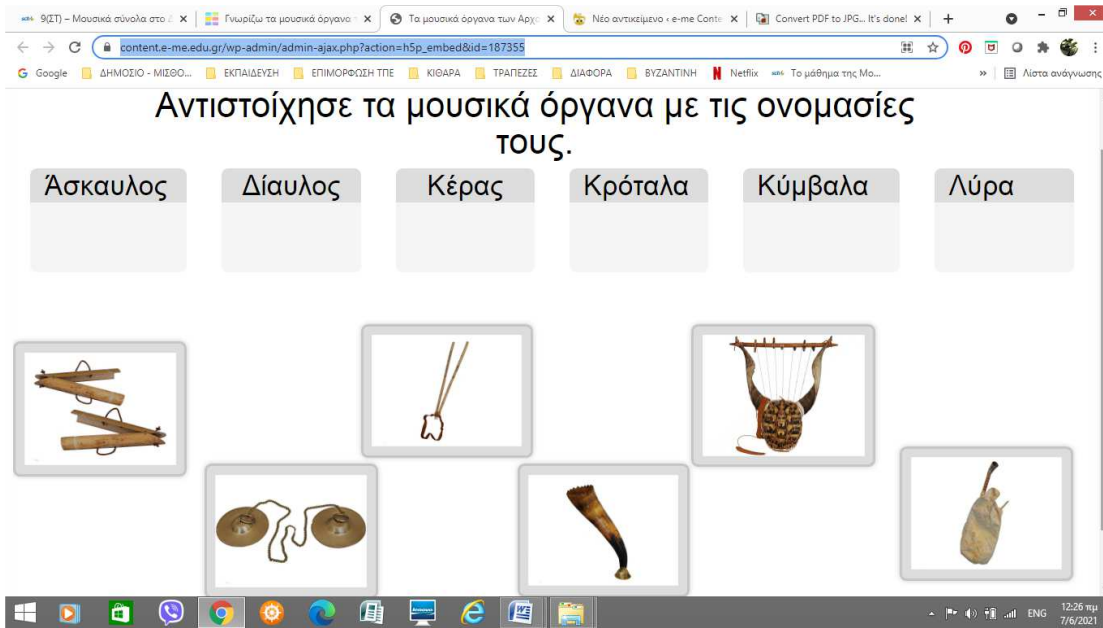 9(ΣΤ) – Μουσικά σύνολα στο Δ
Γνωρίζω τα μουσικά όργανα
Τα μουσικά όργανα των Αρχα
Νέο αντικείμενο ‹ e-me Conte
Convert PDF to JPG... It's done!
content.e-me.edu.gr/wp-admin/admin-ajax.php?action=h5p_embed&id=187355
Google ΔΗΜΟΣΙΟ - ΜΙΣΘΟ... ΕΚΠΑΙΔΕΥΣΗ ΕΠΙΜΟΡΦΩΣΗ ΤΠΕ ΚΙΘΑΡΑ ΤΡΑΠΕΖΕΣ ΔΙΑΦΟΡΑ ΒΥΖΑΝΤΙΝΗ Netflix Το μάθημα της Μο... » Λίστα ανάγνωσης
Αντιστοίχησε τα μουσικά όργανα με τις ονομασίες
τους.
Άσκαυλος Δίαυλος Κέρας Κρόταλα Κύμβαλα Λύρα
ENG
12:26 πμ
7/6/2021